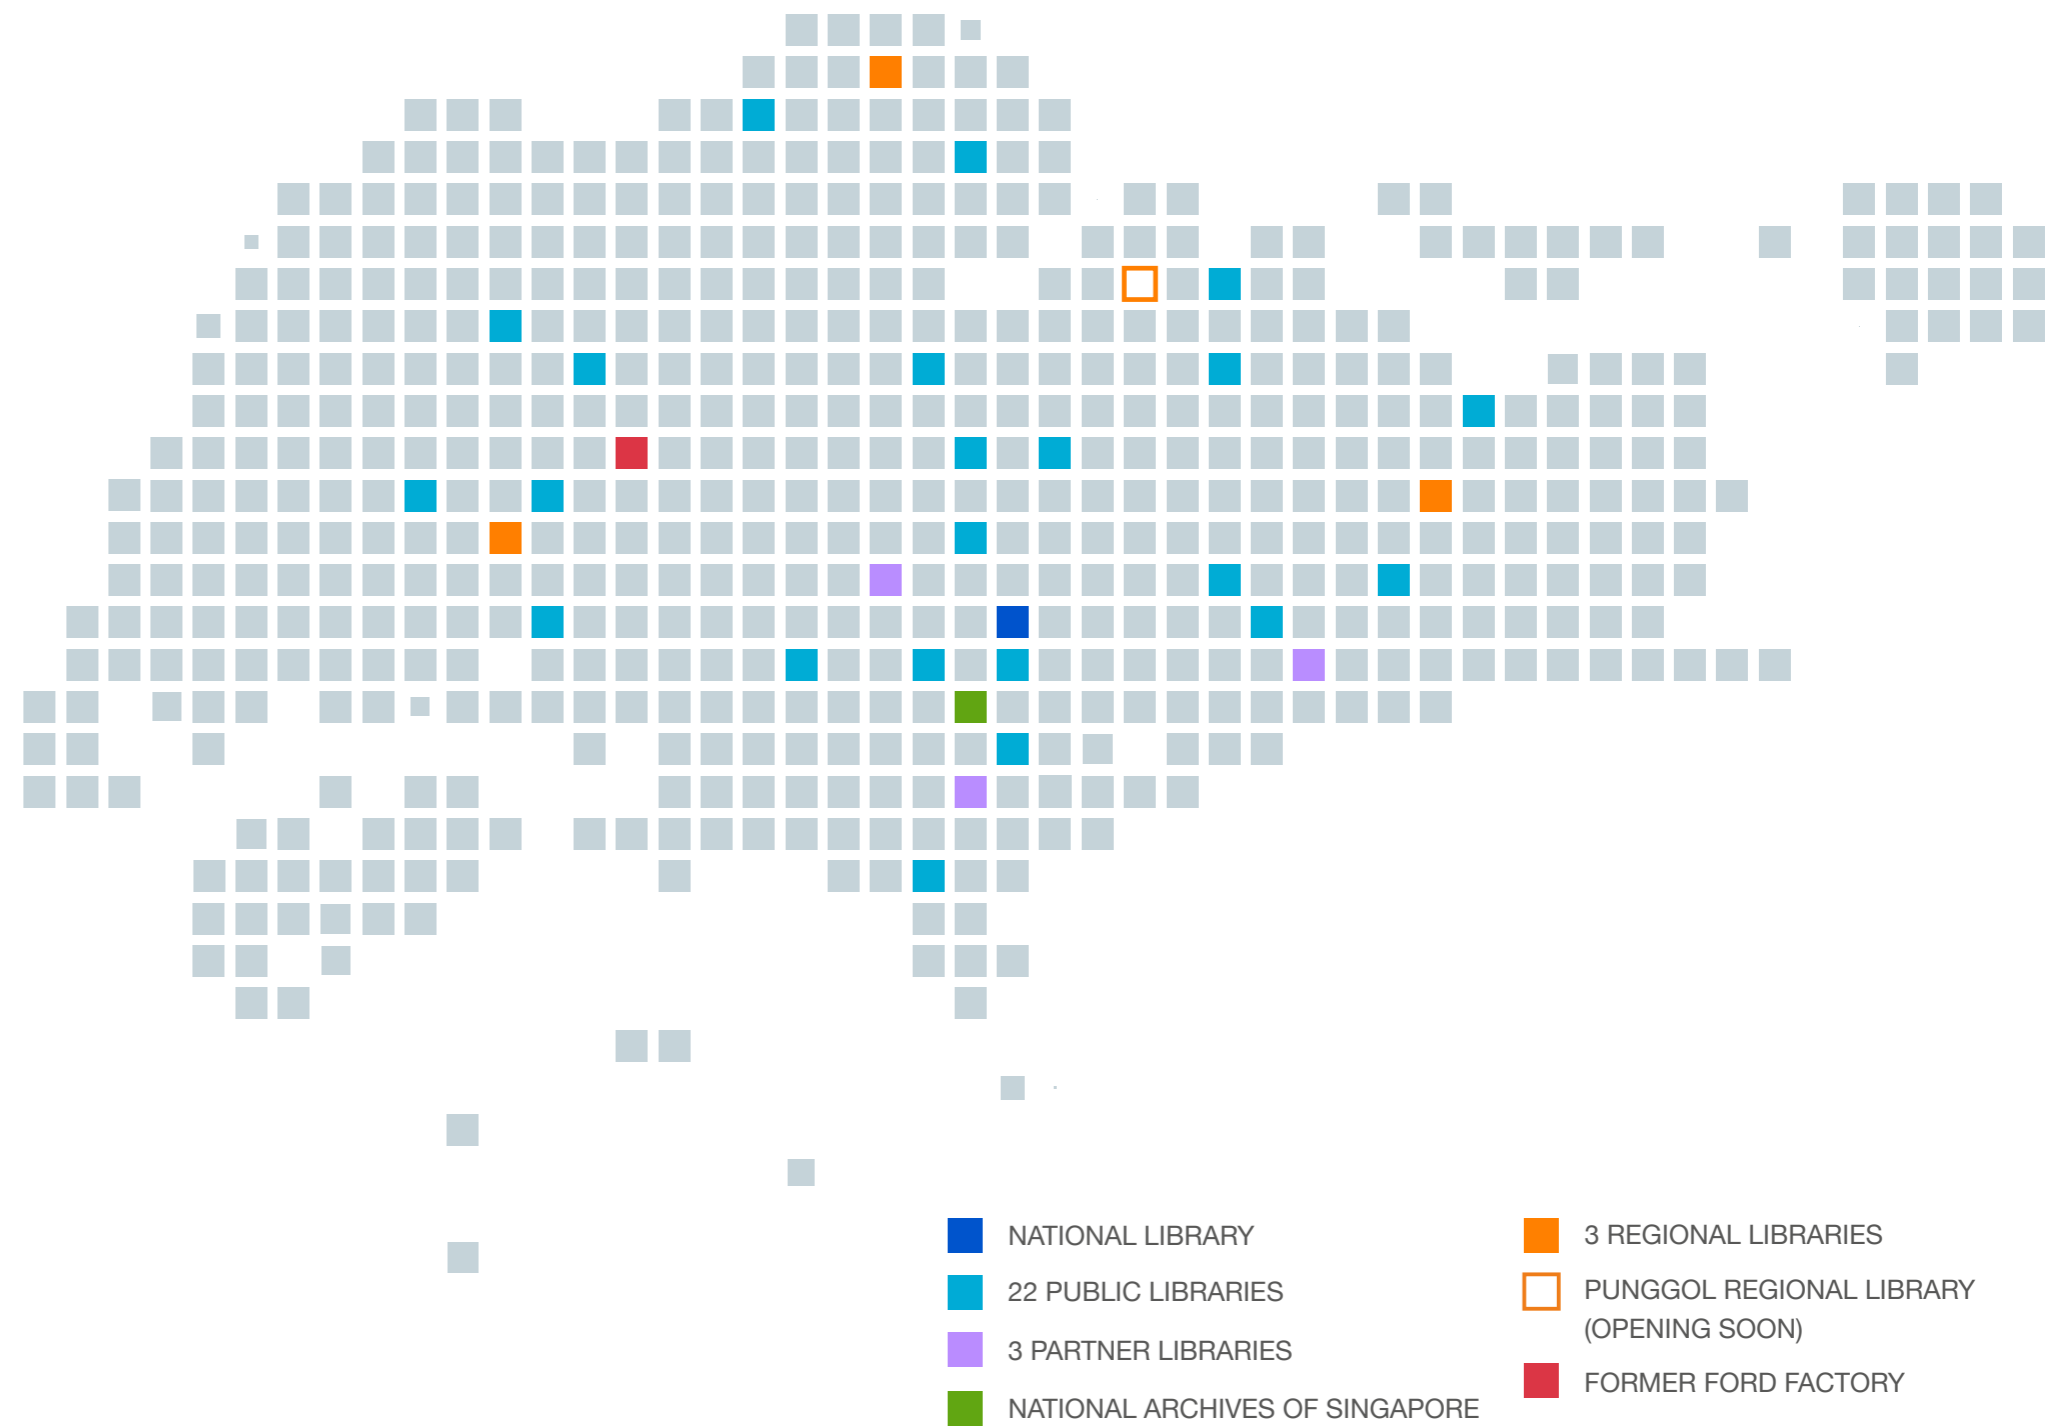 NATIONAL LIBRARY
22 PUBLIC LIBRARIES
3 PARTNER LIBRARIES
NATIONAL ARCHIVES OF SINGAPORE
3 REGIONAL LIBRARIES
PUNGGOL REGIONAL LIBRARY
(OPENING SOON)
FORMER FORD FACTORY